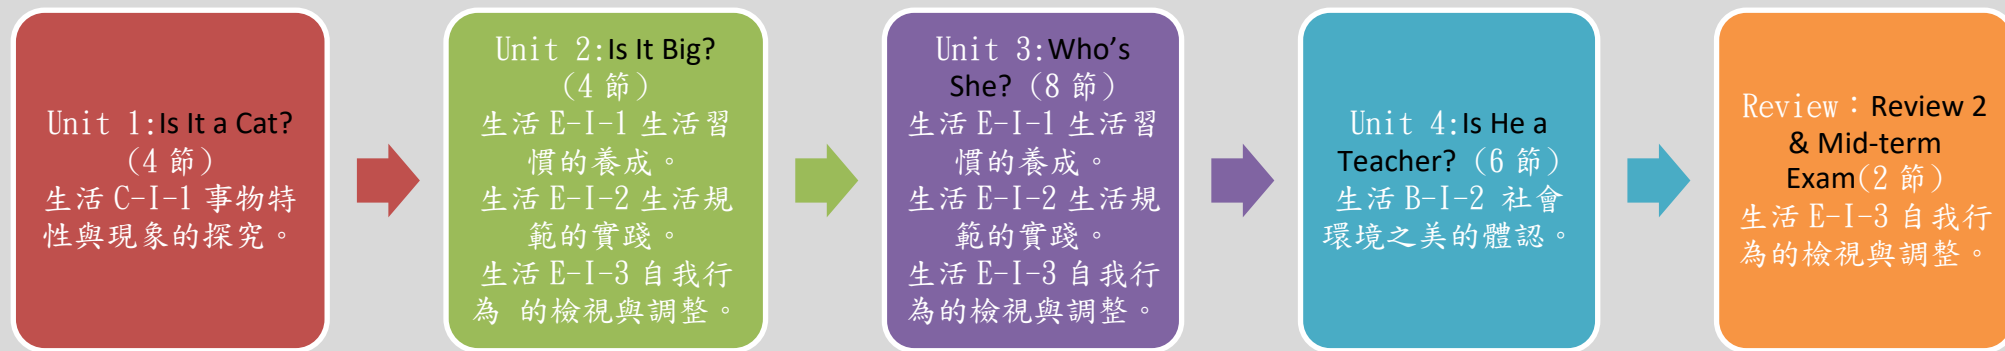 Unit 1:Is It a Cat?
(4 節)
生活 C-I-1 事物特
性與現象的探究。
Unit 2:Is It Big?
(4 節)
生活 E-I-1 生活習
慣的養成。
生活 E-I-2 生活規
範的實踐。
生活 E-I-3 自我行
為 的檢視與調整。
Unit 3:Who’s
She? (8 節)
生活 E-I-1 生活習
慣的養成。
生活 E-I-2 生活規
範的實踐。
生活 E-I-3 自我行
為的檢視與調整。
Unit 4:Is He a
Teacher? (6 節)
生活 B-I-2 社會
環境之美的體認。
Review：Review 2
& Mid-term
Exam(2 節)
生活 E-I-3 自我行
為的檢視與調整。